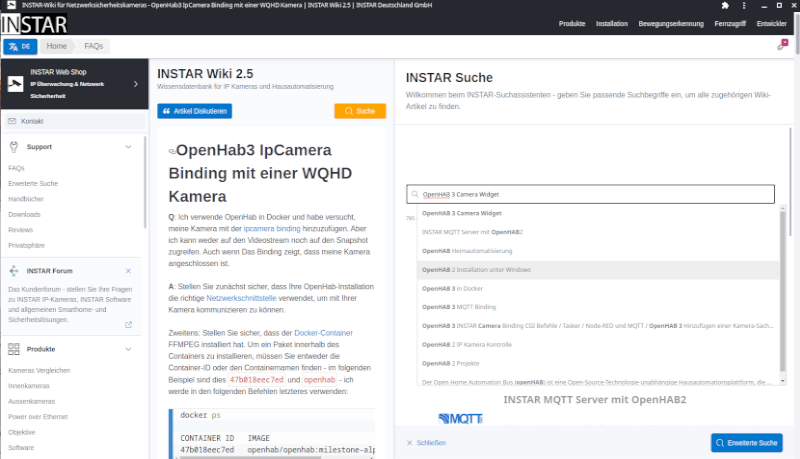 INSTAR-Wiki für Netzwerksicherheitskameras - OpenHab3 IpCamera Binding mit einer WQHD Kamera | INSTAR Wiki 2.5 | INSTAR Deutschland GmbH
INSTAR
Produkte Installation Bewegungserkennung Fernzugriff Entwickler
DE Home FAQs
INSTAR Web Shop
IP Überwachung & Netzwerk
Sicherheit
Kontakt
Support
FAQs
Erweiterte Suche
Handbücher
Downloads
Reviews
Privatsphäre
INSTAR Forum
Das Kundenforum - stellen Sie Ihre Fragen
zu INSTAR IP-Kameras, INSTAR Software
und allgemeinen Smarthome- und
Sicherheitslösungen.
Produkte
Kameras Vergleichen
Innenkameras
Aussenkameras
Power over Ethernet
Objektive
Software
INSTAR Wiki 2.5
Wissensdatenbank für IP Kameras und Hausautomatisierung
Artikel Diskutieren Suche
OpenHab3 IpCamera
Binding mit einer WQHD
Kamera
Q: Ich verwende OpenHab in Docker und habe versucht,
meine Kamera mit der ipcamera binding hinzuzufügen. Aber
ich kann weder auf den Videostream noch auf den Snapshot
zugreifen. Auch wenn Das Binding zeigt, dass meine Kamera
angeschlossen ist.
A: Stellen Sie zunächst sicher, dass Ihre OpenHab-Installation
die richtige Netzwerkschnittstelle verwendet, um mit Ihrer
Kamera kommunizieren zu können.
Zweitens: Stellen Sie sicher, dass der Docker-Container
FFMPEG installiert hat. Um ein Paket innerhalb des
Containers zu installieren, müssen Sie entweder die
Container-ID oder den Containernamen finden - im folgenden
Beispiel sind dies 47b018eec7ed und openhab - ich
werde in den folgenden Befehlen letzteres verwenden:
docker ps
CONTAINER ID IMAGE
47b018eec7ed openhab/openhab:milestone-alp
INSTAR Suche
Willkommen beim INSTAR-Suchassistenten - geben Sie passende Suchbegriffe ein, um alle zugehörigen Wiki-
Artikel zu finden.
OpenHAB 3 Camera Widget
785
OpenHAB 3 Camera Widget
INSTAR MQTT Server mit OpenHAB2
OpenHAB Heimautomatisierung
OpenHAB 2 Installation unter Windows
OpenHAB 3 in Docker
OpenHAB 3 MQTT Binding
OpenHAB 3 INSTAR Camera Binding CGI Befehle / Tasker / Node-RED und MQTT / OpenHAB 3 Hinzufügen einer Kamera-Sach...
OpenHAB 2 IP Kamera Kontrolle
OpenHAB 2 Projekte
Der Open Home Automation Bus (openHAB) ist eine Open-Source-Technologie-unabhängige Hausautomationsplattform, die ...
INSTAR MQTT Server mit OpenHAB2
MQTT
Schließen Erweiterte Suche